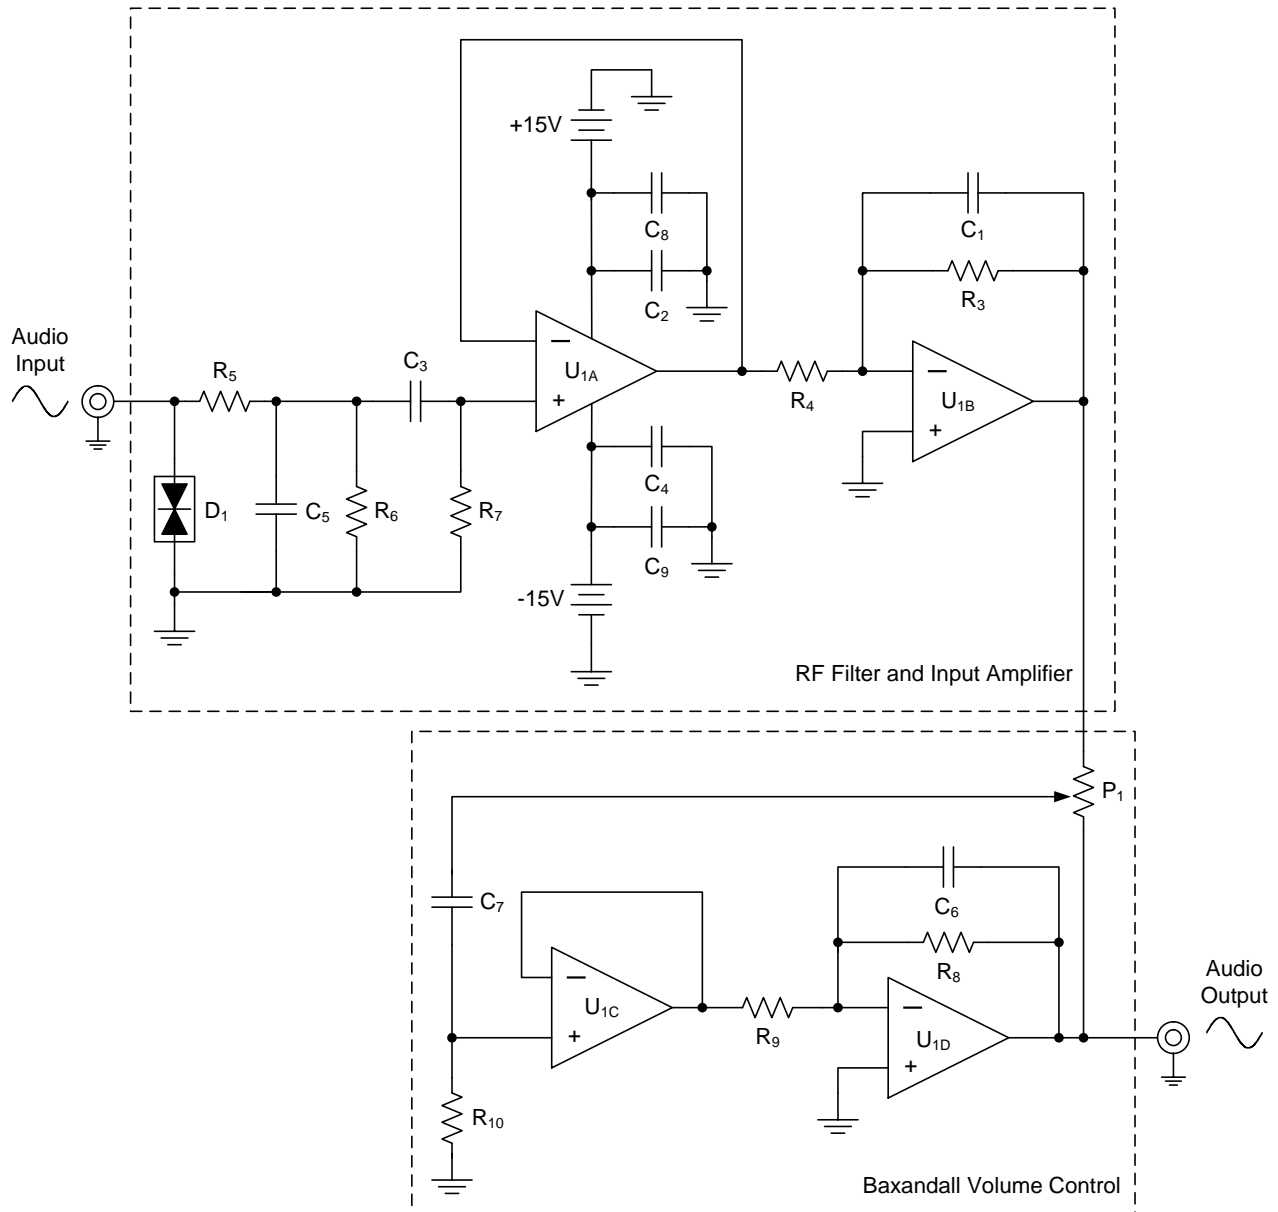 +15V
C8
C1
C2
R3
Audio
Input
R5
C3
−
U1A
+
R4
−
U1B
+
D1
C5
R6
R7
C4
C9
-15V
RF Filter and Input Amplifier
P1
C7
C6
R8
−
U1C
+
R9
−
U1D
+
Audio
Output
R10
Baxandall Volume Control